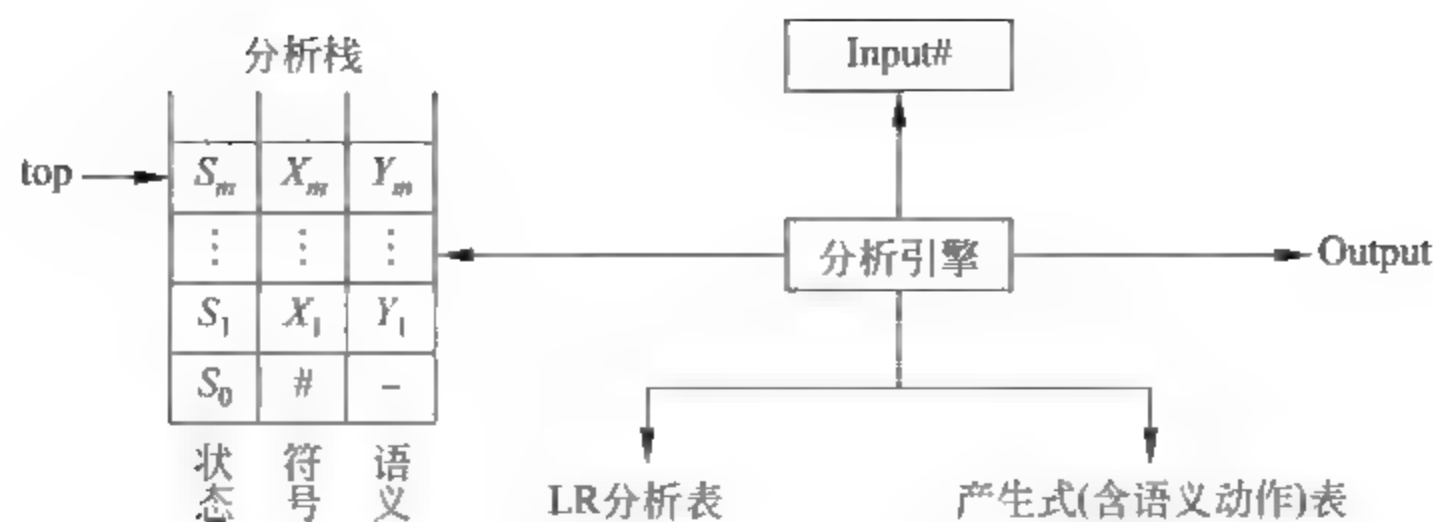 分析栈
Input#
top
Sₘ Xₘ Yₘ
⋮ ⋮ ⋮
分析引擎
Output
S₁ X₁ Y₁
S₀ # –
状态 符号 语义
LR分析表
产生式(含语义动作)表